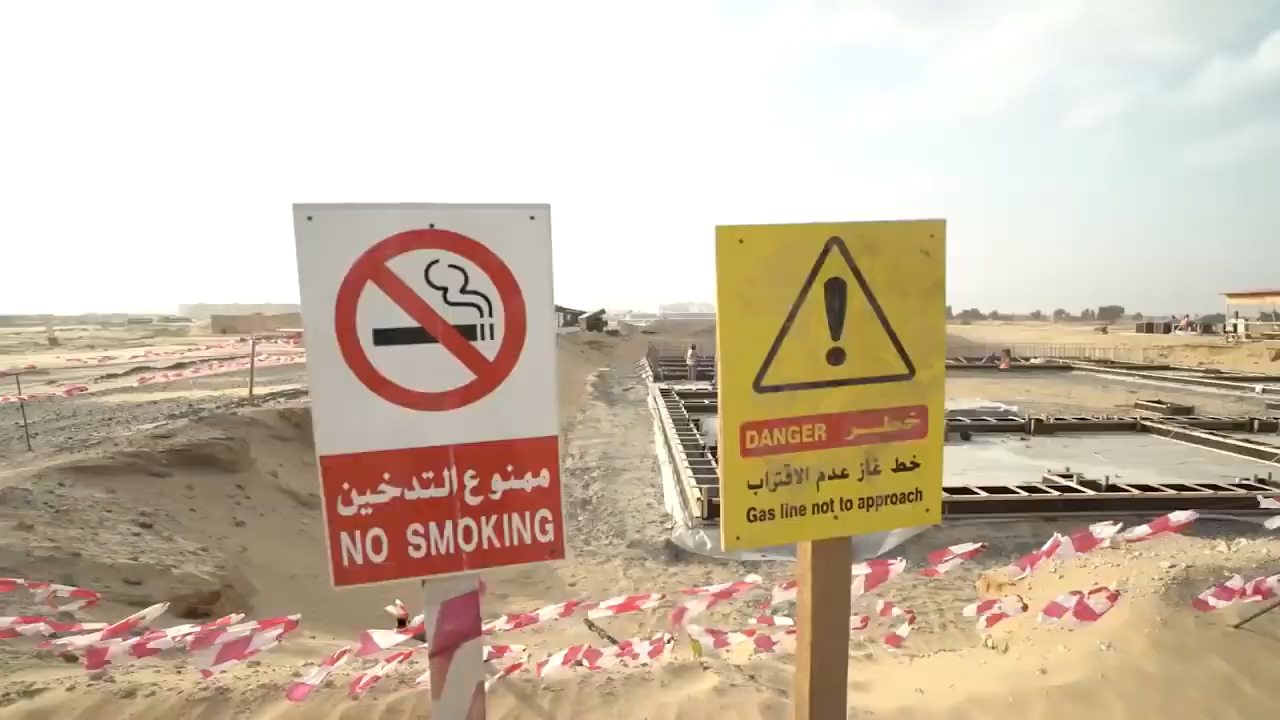 ممنوع التدخين
NO SMOKING
DANGER خطر
خط غاز عدم الاقتراب
Gas line not to approach